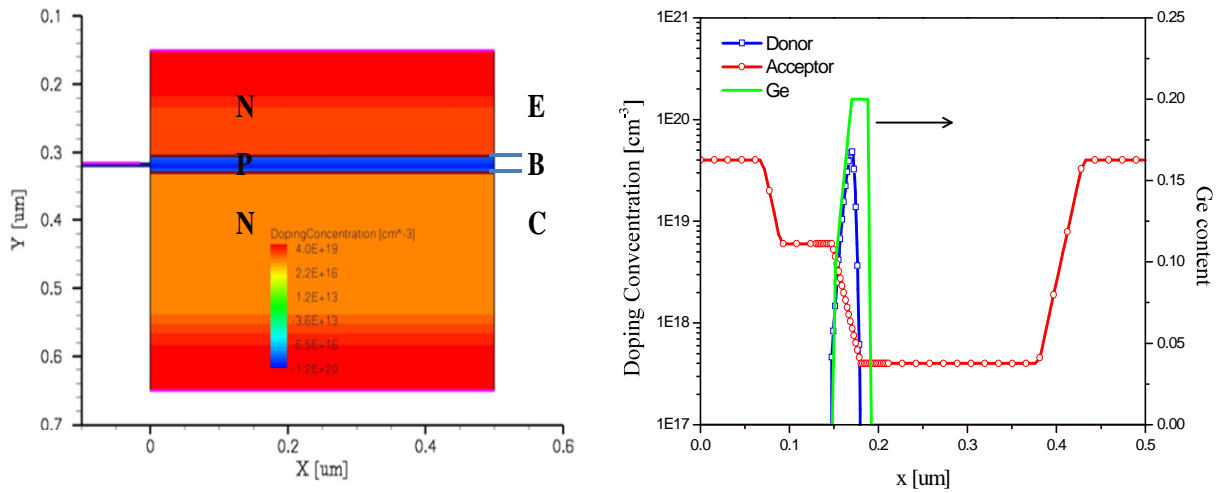 0.1
0.2
0.3
0.4
0.5
0.6
0.7
Y [um]
N E
P B
N C
DopingConcentration [cm^-3]
4.0E+19
2.2E+16
1.2E+13
-3.6E+13
-6.5E+16
-1.2E+20
0 0.2 0.4 0.6
X [um]
1E21
1E20
1E19
1E18
1E17
Doping Convcentration [cm-3]
Donor
Acceptor
Ge
0.25
0.20
0.15
0.10
0.05
0.00
Ge content
0.0 0.1 0.2 0.3 0.4 0.5
x [um]